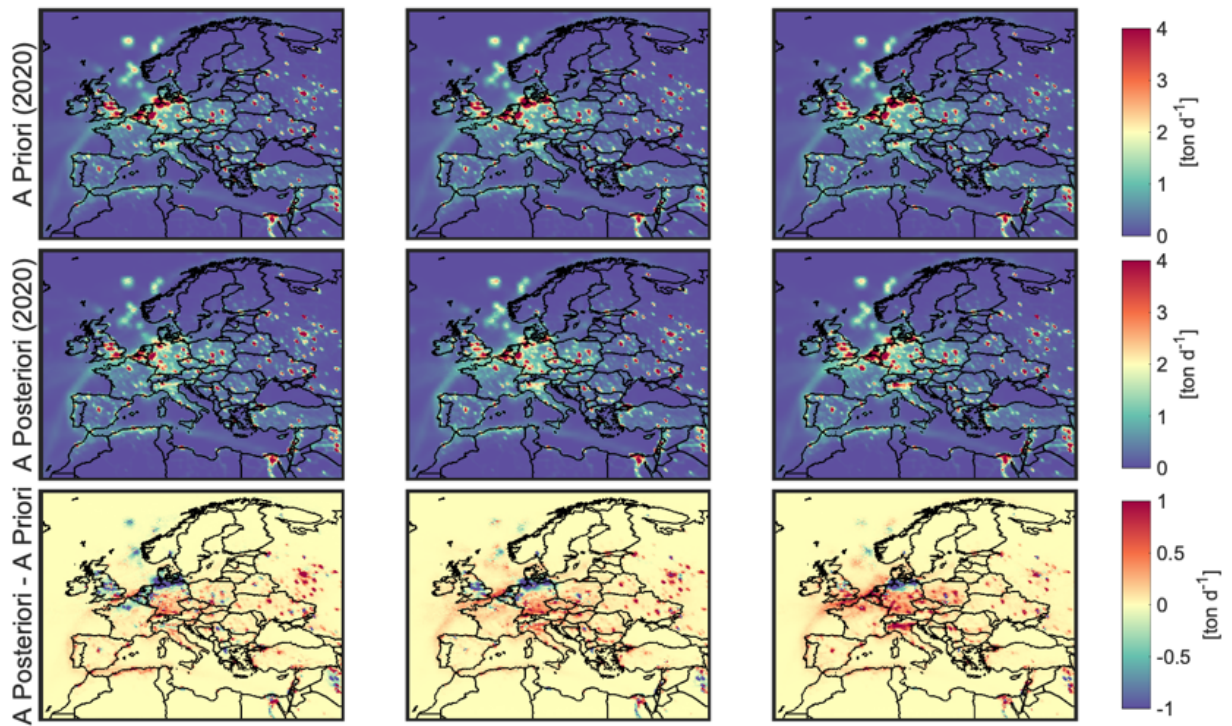 A Priori (2020)
4
3
2
1
0
[ton d-1]
A Posteriori (2020)
4
3
2
1
0
[ton d-1]
A Posteriori - A Priori
1
0.5
0
-0.5
-1
[ton d-1]